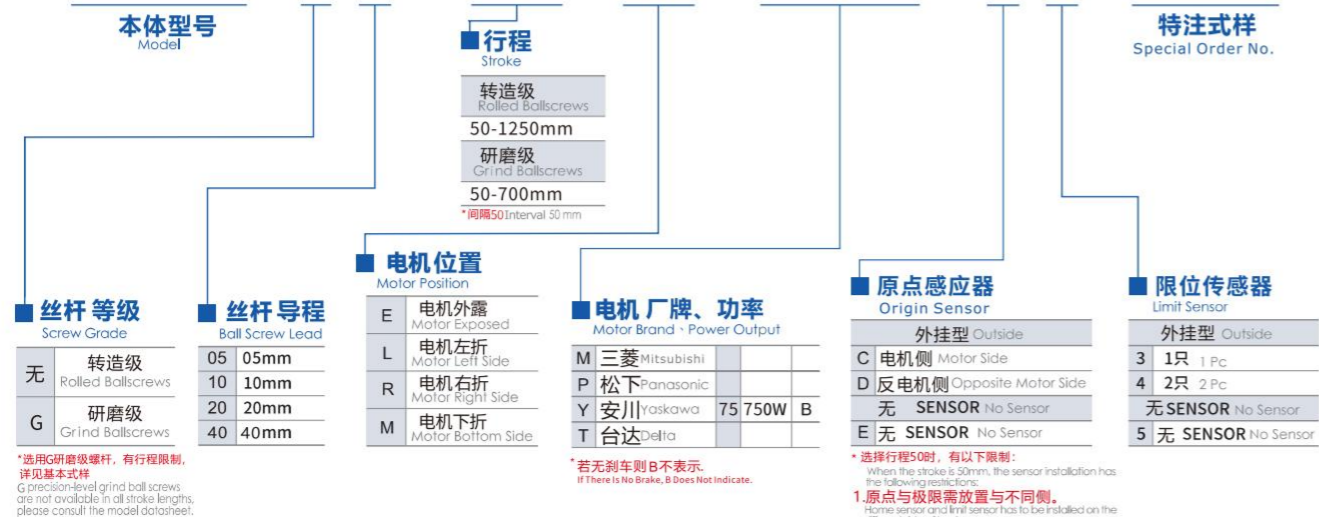 本体型号
Model
特注式样
Special Order No.
■行程
Stroke
转造级
Rolled Ballscrews
50-1250mm
研磨级
Grind Ballscrews
50-700mm
*间隔50 Interval 50 mm
■丝杆 等级
Screw Grade
无 转造级
Rolled Ballscrews
G 研磨级
Grind Ballscrews
*选用G研磨级螺杆，有行程限制，
详见基本式样
G precision-level grind ball screws
are not available in all stroke lengths,
please consult the model datasheet.
■丝杆 导程
Ball Screw Lead
05 05mm
10 10mm
20 20mm
40 40mm
■电机位置
Motor Position
E 电机外露
Motor Exposed
L 电机左折
Motor Left Side
R 电机右折
Motor Right Side
M 电机下折
Motor Bottom Side
■电机 厂牌、功率
Motor Brand、Power Output
M 三菱Mitsubishi
P 松下Panasonic
Y 安川Yaskawa 75 750W B
T 台达Delta
*若无刹车则B不表示.
If There Is No Brake, B Does Not Indicate.
■原点感应器
Origin Sensor
外挂型 Outside
C 电机侧 Motor Side
D 反电机侧 Opposite Motor Side
无 SENSOR No Sensor
E 无 SENSOR No Sensor
*选择行程50时，有以下限制：
When the stroke is 50mm, the sensor installation has
the following restrictions:
1.原点与极限需放置与不同侧。
Home sensor and limit sensor has to be installed on the
■限位传感器
Limit Sensor
外挂型 Outside
3 1只 1 Pc
4 2只 2 Pc
无SENSOR No Sensor
5 无 SENSOR No Sensor